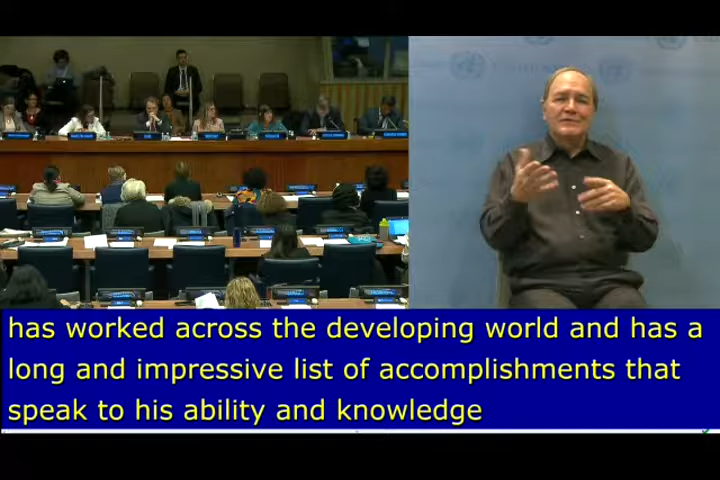 has worked across the developing world and has a
long and impressive list of accomplishments that
speak to his ability and knowledge